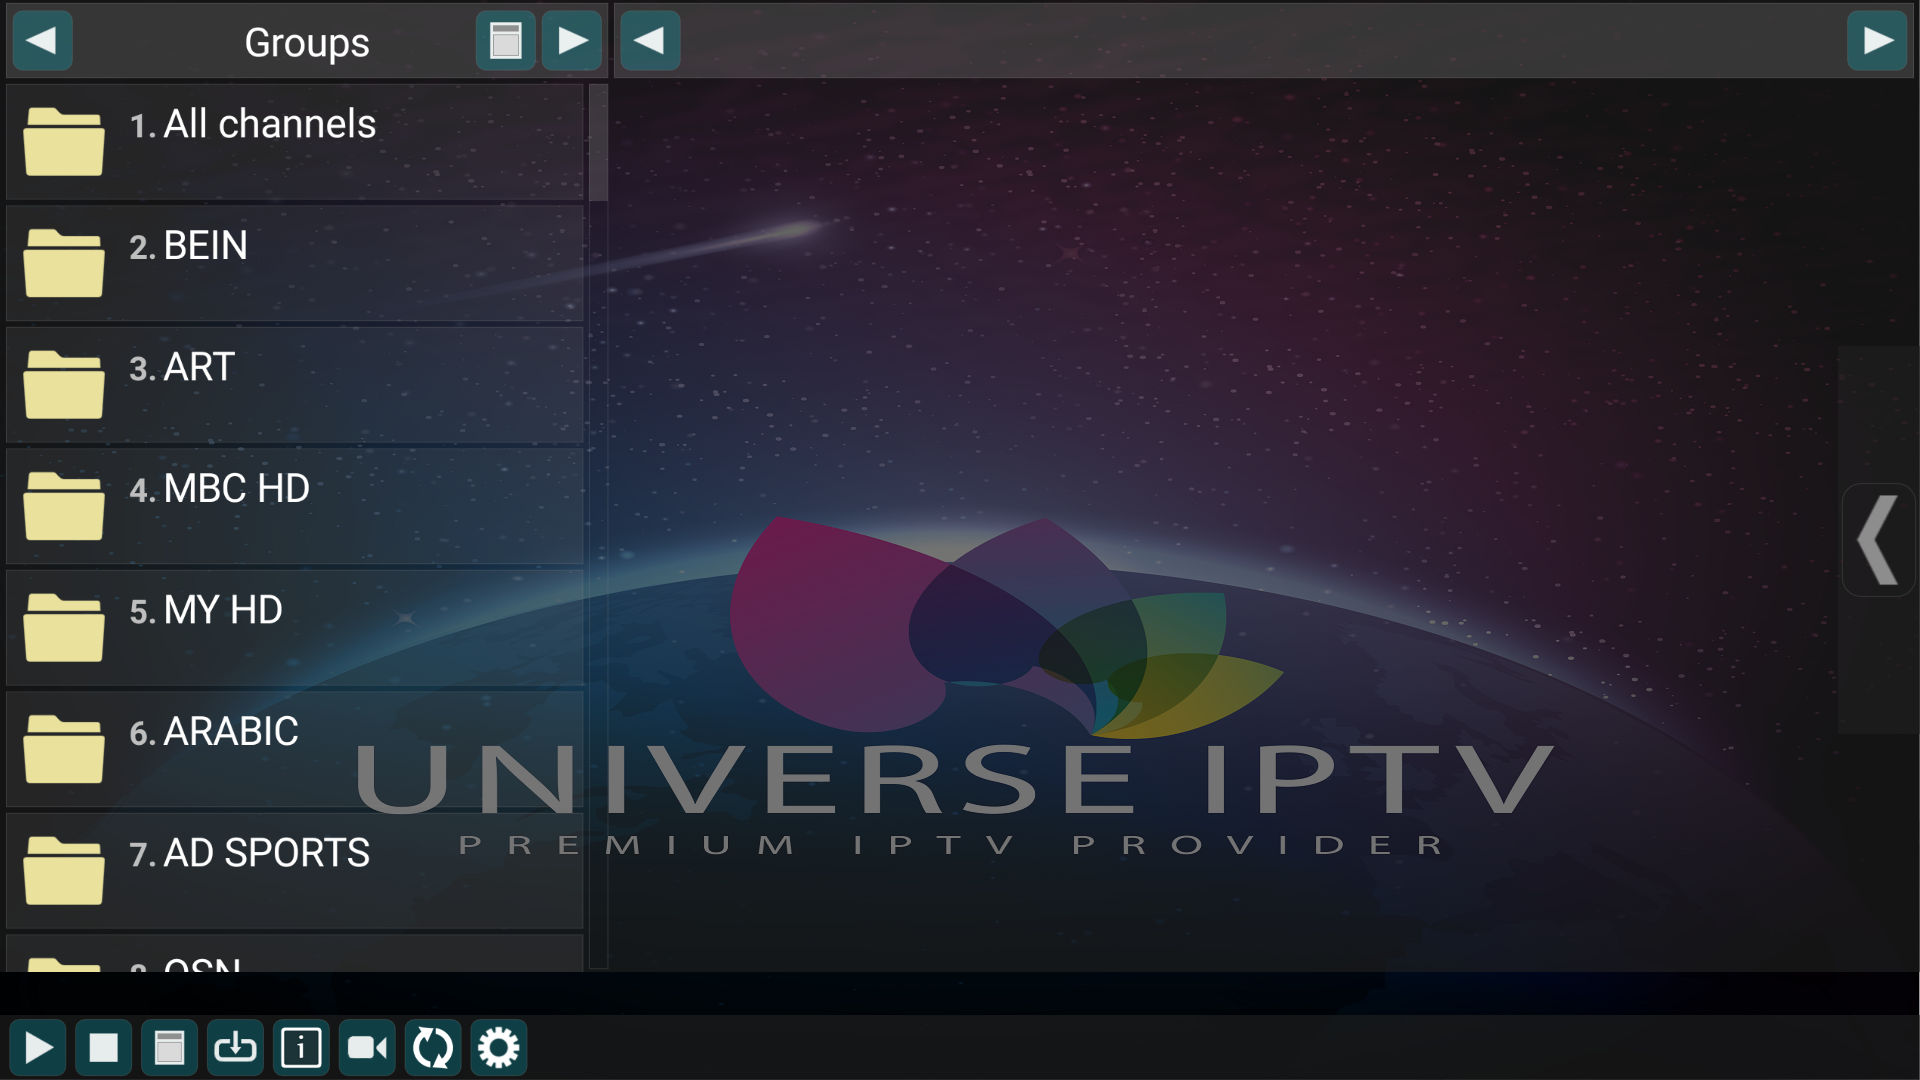 Groups
1. All channels
2. BEIN
3. ART
4. MBC HD
5. MY HD
6. ARABIC
7. AD SPORTS
8. OSN
UNIVERSE IPTV
PREMIUM IPTV PROVIDER